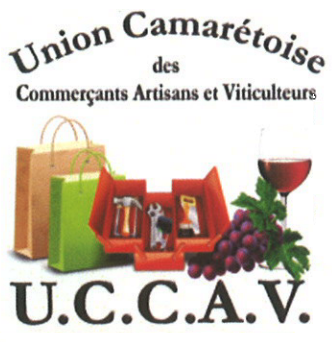 Union Camarétoise
des
Commerçants Artisans et Viticulteurs
U.C.C.A.V.